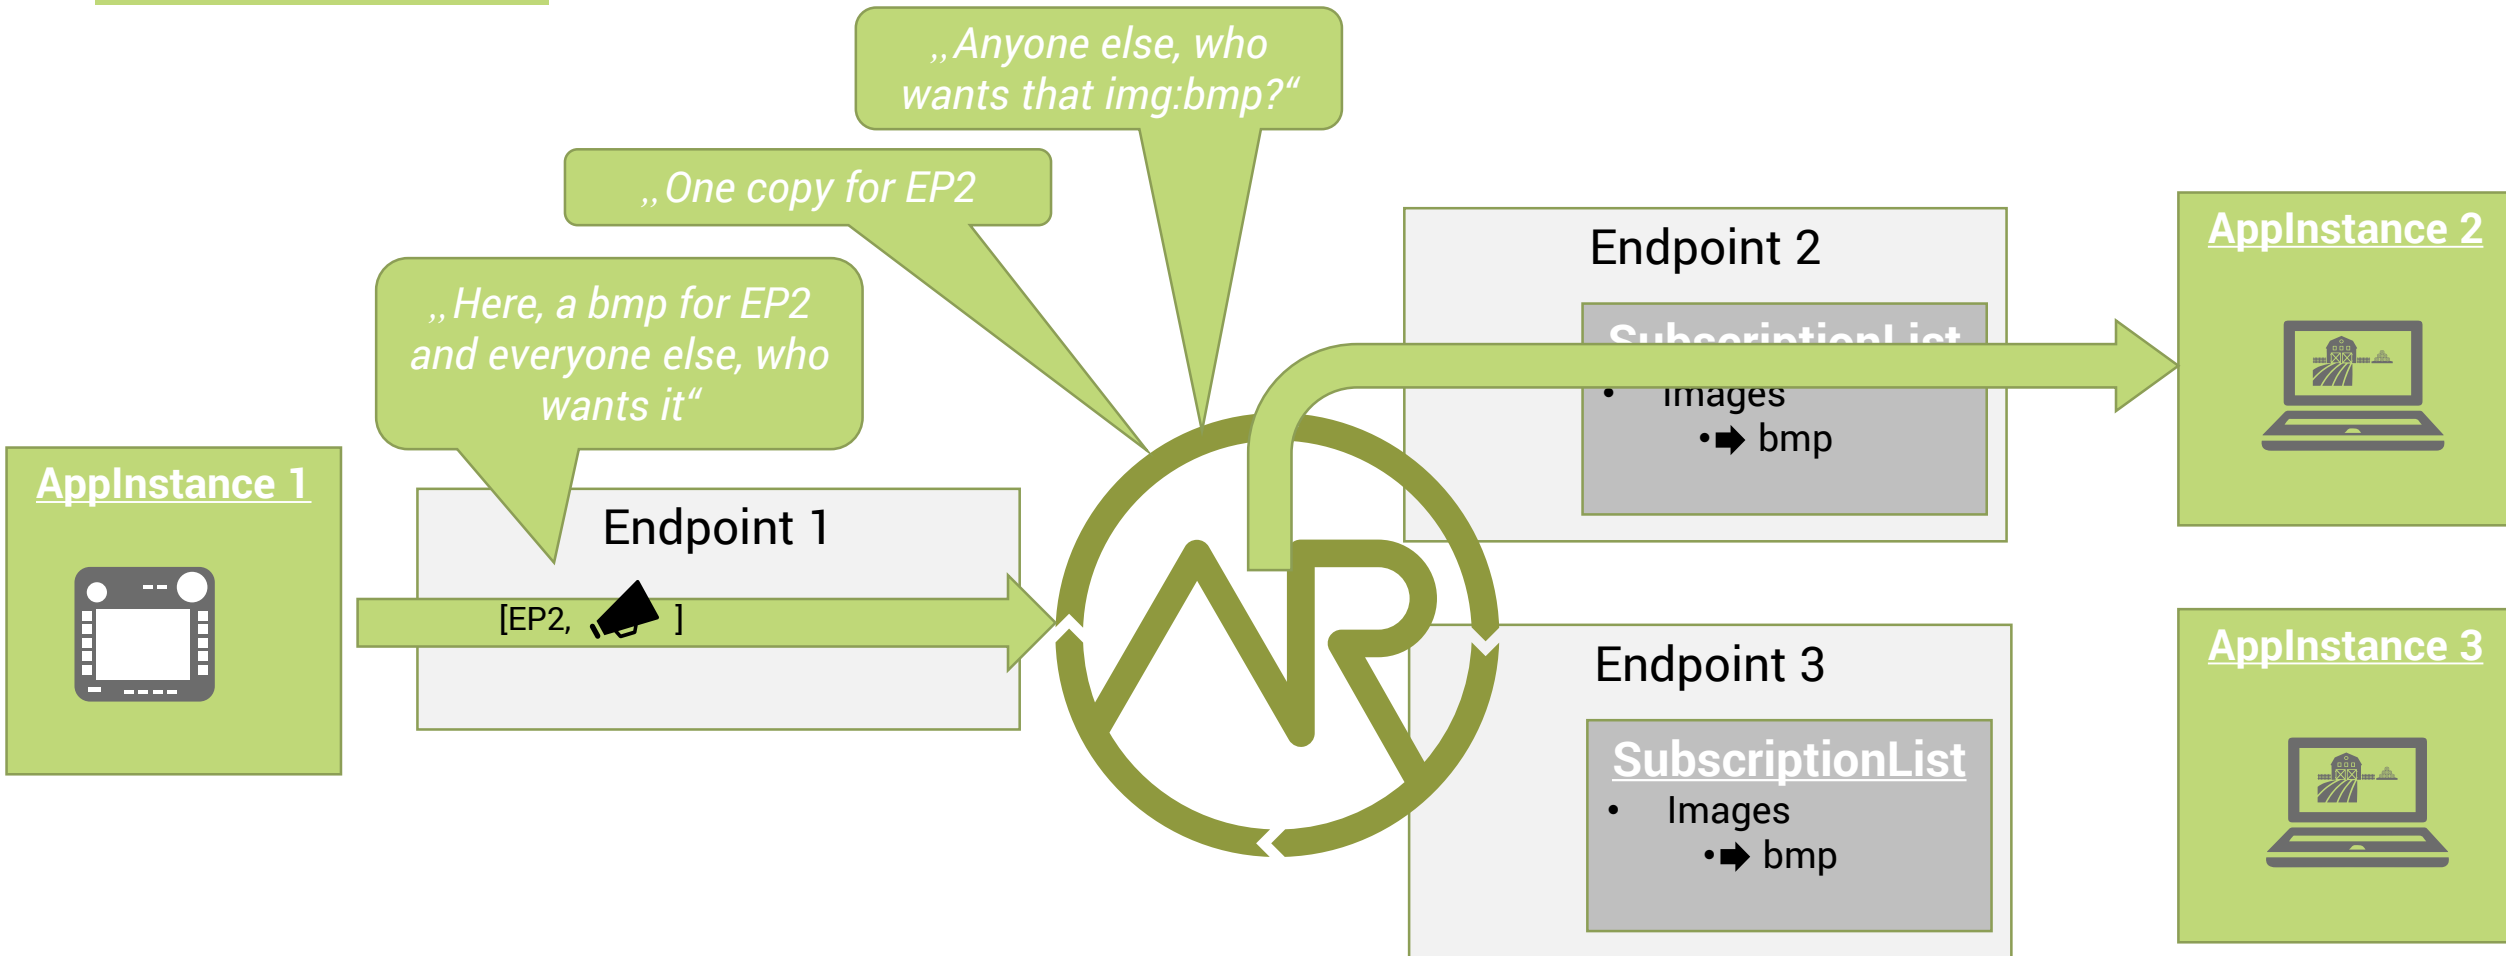 „Anyone else, who
wants that img:bmp?“
„One copy for EP2
„Here, a bmp for EP2
and everyone else, who
wants it“
AppInstance 1
Endpoint 1
[EP2, ]
Endpoint 2
SubscriptionList
• Images
• bmp
AppInstance 2
Endpoint 3
SubscriptionList
• Images
• bmp
AppInstance 3